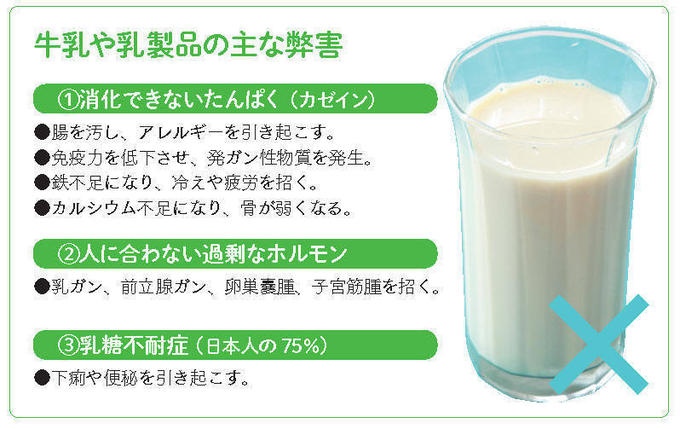 牛乳や乳製品の主な弊害
①消化できないたんぱく（カゼイン）
●腸を汚し、アレルギーを引き起こす。
●免疫力を低下させ、発ガン性物質を発生。
●鉄不足になり、冷えや疲労を招く。
●カルシウム不足になり、骨が弱くなる。
②人に合わない過剰なホルモン
●乳ガン、前立腺ガン、卵巣嚢腫、子宮筋腫を招く。
③乳糖不耐症（日本人の75%）
●下痢や便秘を引き起こす。